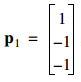 p1 = [ 1
-1
-1 ]